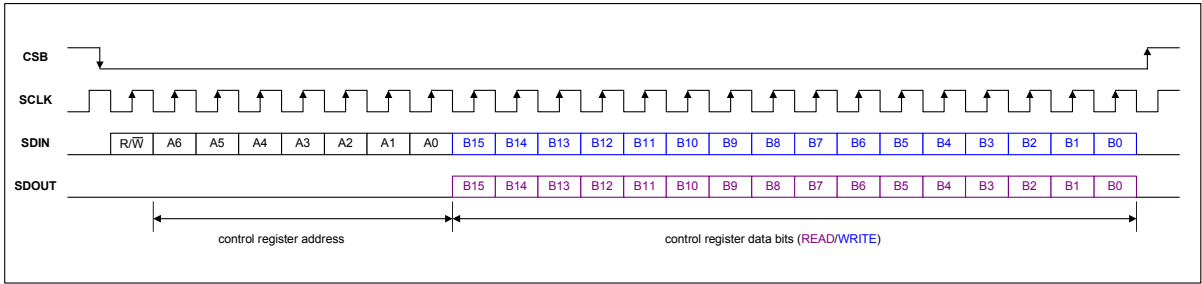 CSB
SCLK
SDIN R/W̅ A6 A5 A4 A3 A2 A1 A0 B15 B14 B13 B12 B11 B10 B9 B8 B7 B6 B5 B4 B3 B2 B1 B0
SDOUT B15 B14 B13 B12 B11 B10 B9 B8 B7 B6 B5 B4 B3 B2 B1 B0
control register address control register data bits (READ/WRITE)